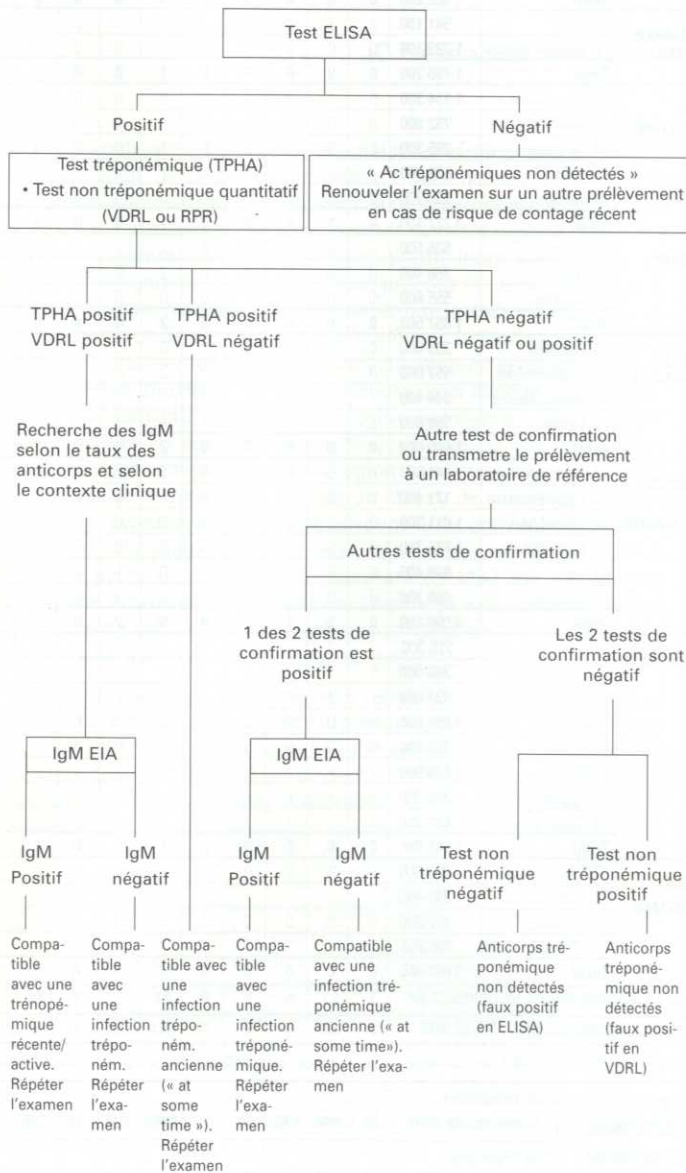 Test ELISA
Positif
Négatif
Test tréponémique (TPHA)
• Test non tréponémique quantitatif
(VDRL ou RPR)
« Ac tréponémiques non détectés »
Renouveler l'examen sur un autre prélèvement
en cas de risque de contage récent
TPHA positif
VDRL positif
TPHA positif
VDRL négatif
TPHA négatif
VDRL négatif ou positif
Recherche des IgM
selon le taux des
anticorps et selon
le contexte clinique
Autre test de confirmation
ou transmetre le prélèvement
à un laboratoire de référence
Autres tests de confirmation
1 des 2 tests de
confirmation est
positif
Les 2 tests de
confirmation sont
négatif
IgM EIA
IgM EIA
IgM
Positif
IgM
négatif
IgM
Positif
IgM
négatif
Test non
tréponémique
négatif
Test non
tréponémique
positif
Compa-
tible
avec une
trénopé-
mique
récente/
active.
Répéter
l'examen
Compa-
tible
avec
une
infection
trépo-
ném.
Répéter
l'exa-
men
Compa-
tible avec
une
infection
trépo-
ném.
ancienne
(« at
some
time »).
Répéter
l'examen
Compa-
tible
avec
une
infection
tréponé-
mique.
Répéter
l'exa-
men
Compatible
avec une
infection tré-
ponémique
ancienne (« at
some time»).
Répéter l'exa-
men
Anticorps tré-
ponémique
non détectés
(faux positif
en ELISA)
Anticorps
tréponé-
mique non
détectés
(faux posi-
tif en
VDRL)